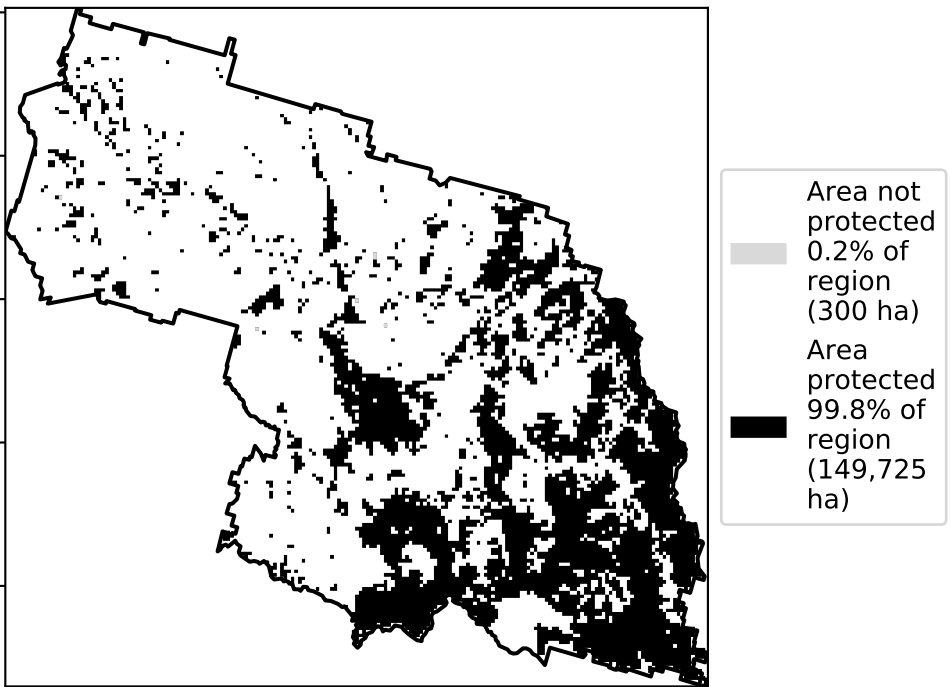 Area not
protected
0.2% of
region
(300 ha)
Area
protected
99.8% of
region
(149,725
ha)